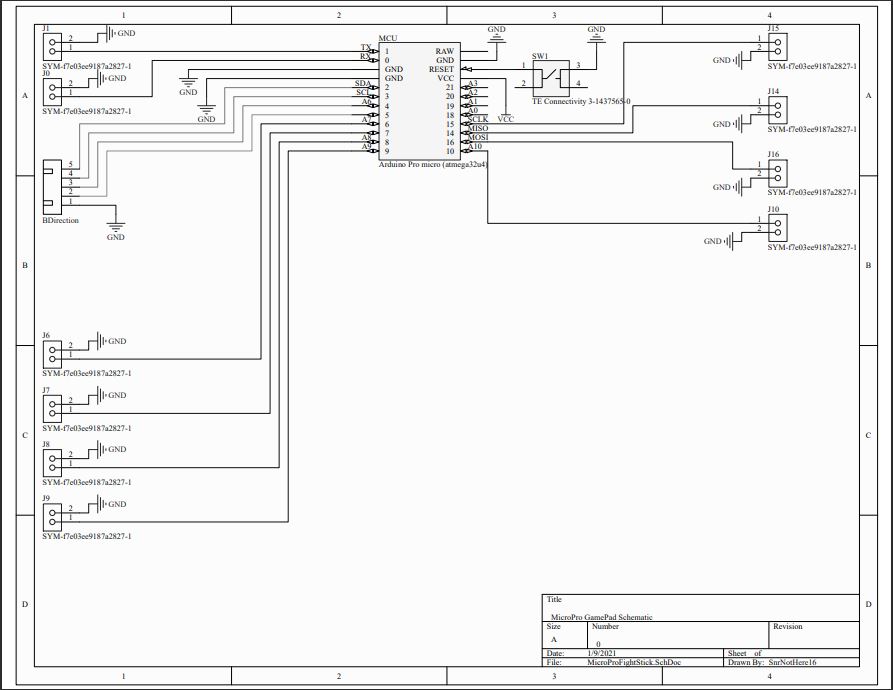 1 2 3 4
J1
2 GND
1
SYM-f7e03ee9187a2827-1
J0
2 GND
1
SYM-f7e03ee9187a2827-1
GND
GND
MCU
TX 1 RAW
RX 0 GND
GND RESET
GND VCC
SDA 2 21 A3
SCL 3 20 A2
A6 4 19 A1
5 18 A0
6 15 SCLK
A7 7 14 MISO
A8 8 16 MOSI
A9 9 10 A10
Arduino Pro micro (atmega32u4)
GND
VCC
SW1
1 3
2 4
TE Connectivity 3-1437565-0
GND
J15
1
2
GND
SYM-f7e03ee9187a2827-1
J14
1
2
GND
SYM-f7e03ee9187a2827-1
J16
1
2
GND
SYM-f7e03ee9187a2827-1
J10
1
2
GND
SYM-f7e03ee9187a2827-1
A A
5
4
3
2
1
BDirection
GND
B B
J6
2 GND
1
SYM-f7e03ee9187a2827-1
J7
2 GND
1
SYM-f7e03ee9187a2827-1
C C
J8
2 GND
1
SYM-f7e03ee9187a2827-1
J9
2 GND
1
SYM-f7e03ee9187a2827-1
D D
Title
MicroPro GamePad Schematic
Size Number Revision
A 0
Date: 1/9/2021 Sheet of
File: MicroProFightStick.SchDoc Drawn By: SnrNotHere16
1 2 3 4